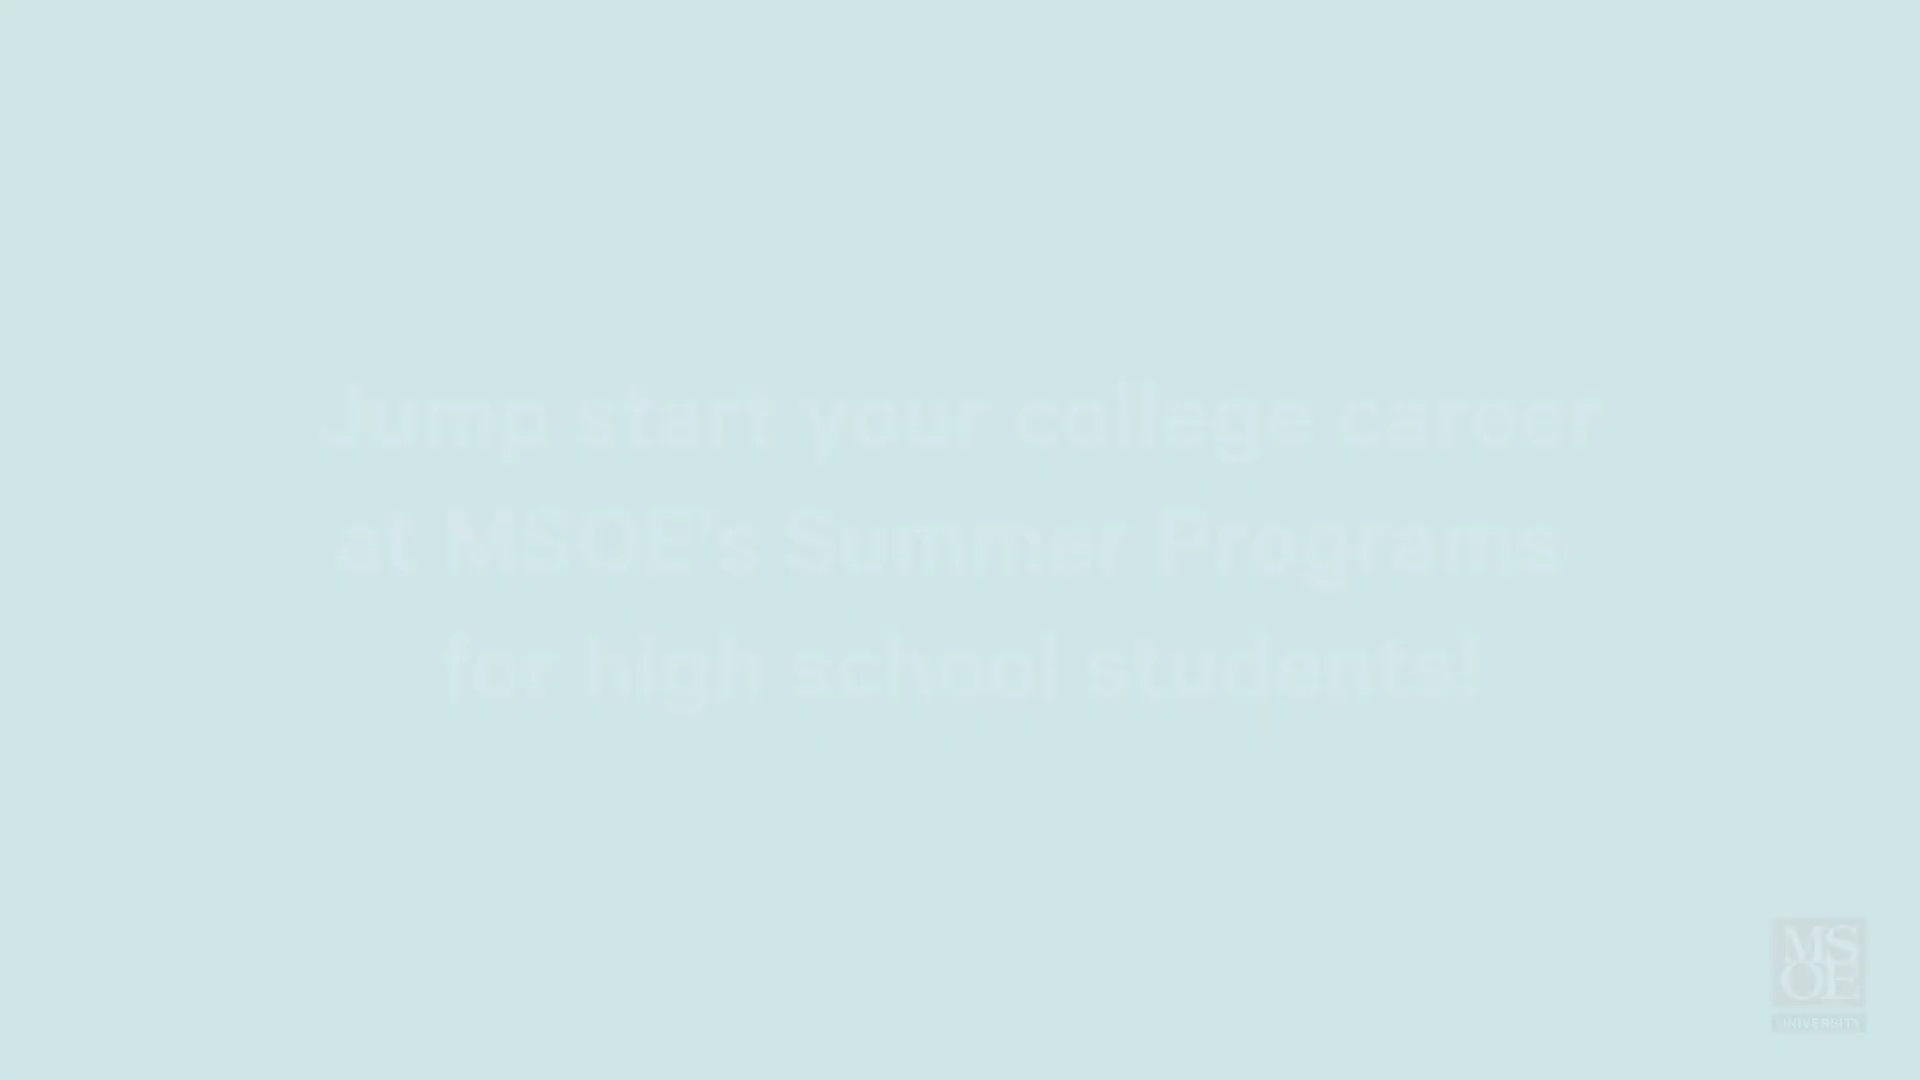 Jump start your college career
at MSOE's Summer Programs
for high school students!
MS
OE
UNIVERSITY